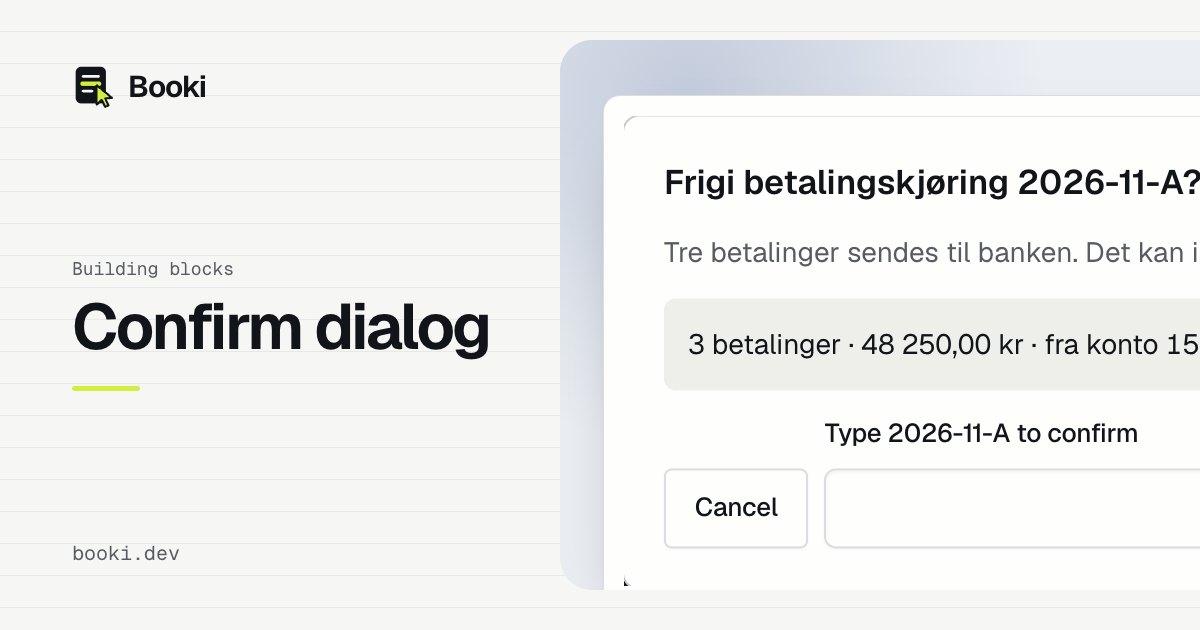 Booki
Building blocks
Confirm dialog
booki.dev
Frigi betalingskjøring 2026-11-A?
Tre betalinger sendes til banken. Det kan
3 betalinger · 48 250,00 kr · fra konto 15
Type 2026-11-A to confirm
Cancel